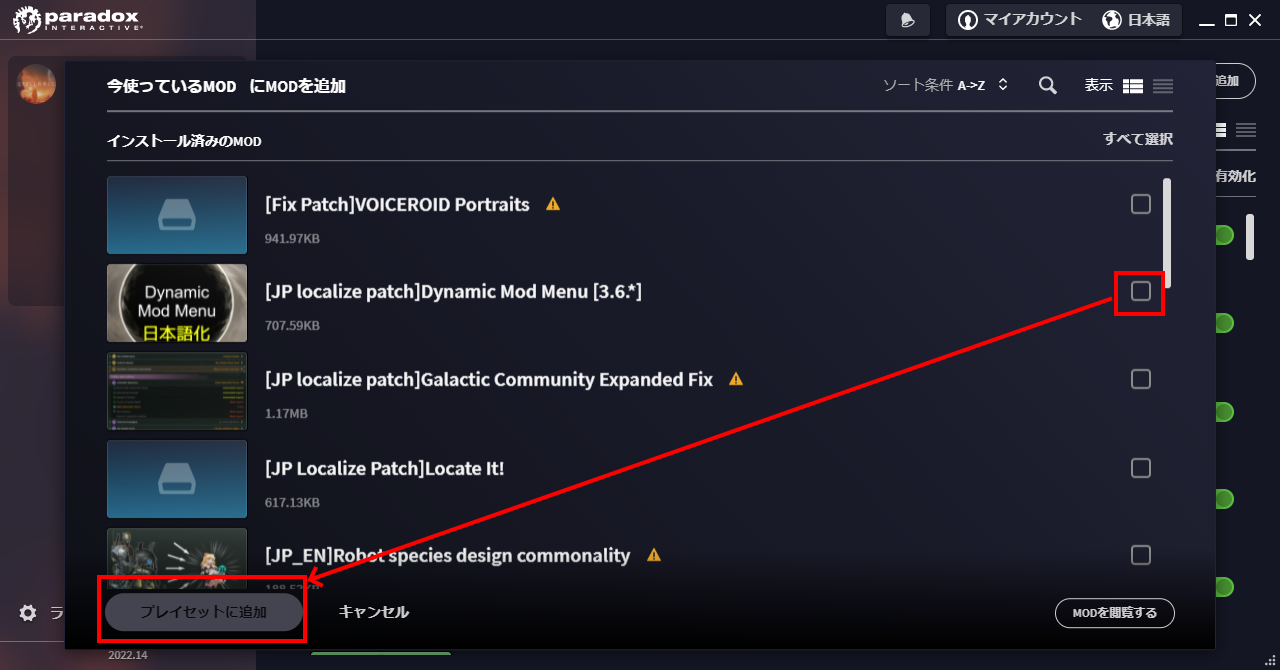 paradox
INTERACTIVE
マイアカウント
日本語
今使っているMOD にMODを追加
ソート条件 A->Z
表示
追加
インストール済みのMOD
すべて選択
有効化
[Fix Patch]VOICEROID Portraits
941.97KB
Dynamic
Mod Menu
日本語化
[JP localize patch]Dynamic Mod Menu [3.6.*]
707.59KB
[JP localize patch]Galactic Community Expanded Fix
1.17MB
[JP Localize Patch]Locate It!
617.13KB
[JP_EN]Robot species design commonality
188.52KB
プレイセットに追加
キャンセル
MODを閲覧する
ラ
2022.14